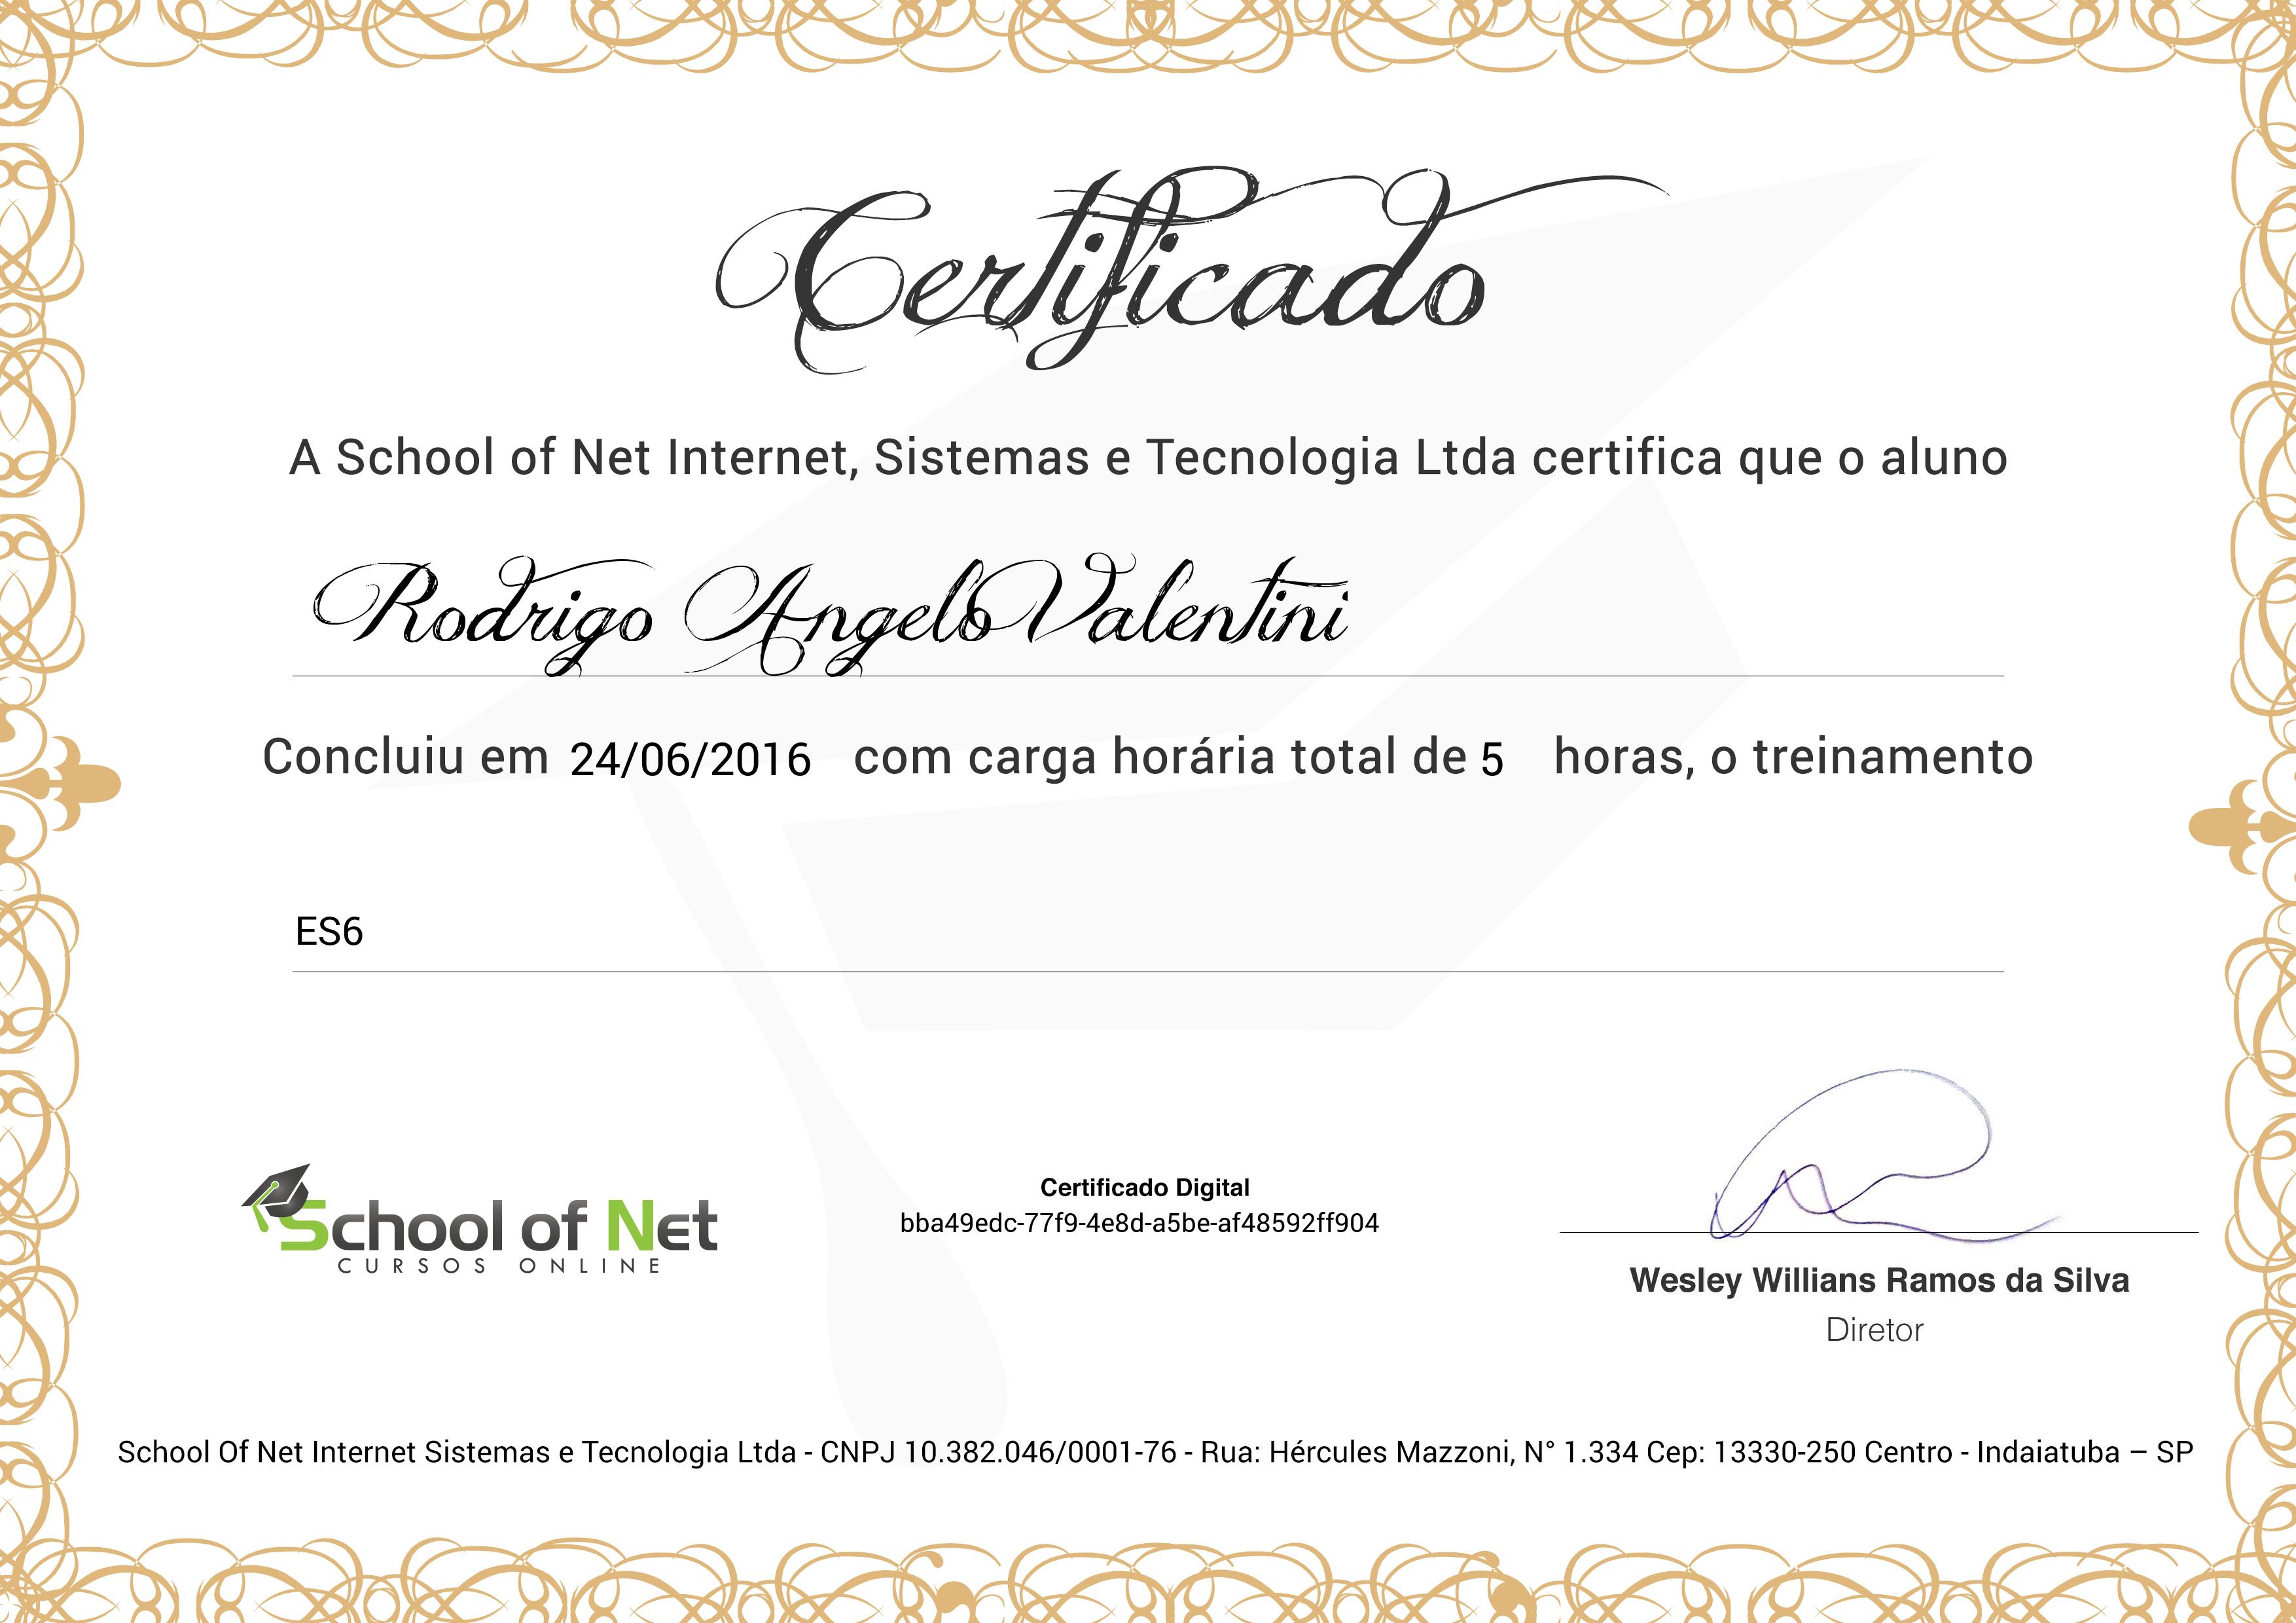 Certificado
A School of Net Internet, Sistemas e Tecnologia Ltda certifica que o aluno
Rodrigo Angelo Valentini
Concluiu em 24/06/2016 com carga horária total de 5 horas, o treinamento
ES6
School of Net
CURSOS ONLINE
Certificado Digital
bba49edc-77f9-4e8d-a5be-af48592ff904
Wesley Willians Ramos da Silva
Diretor
School Of Net Internet Sistemas e Tecnologia Ltda - CNPJ 10.382.046/0001-76 - Rua: Hércules Mazzoni, N° 1.334 Cep: 13330-250 Centro - Indaiatuba – SP